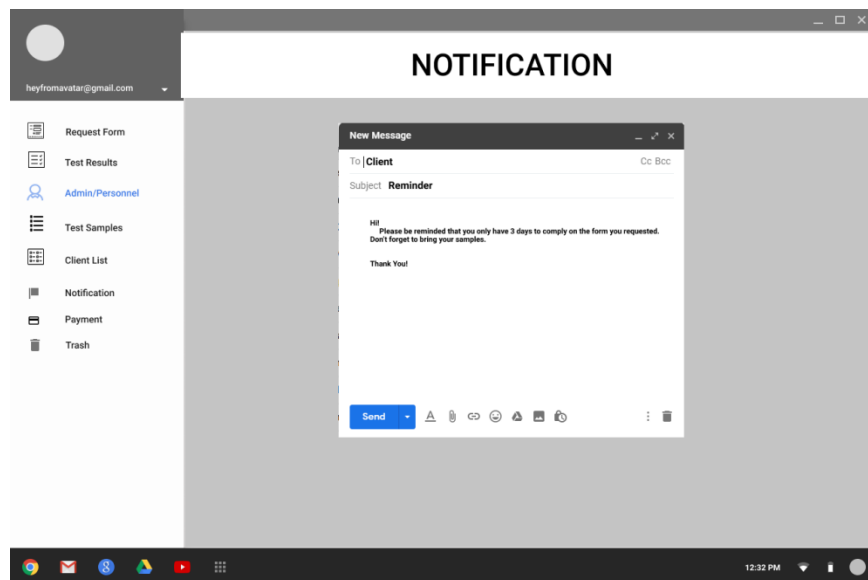 NOTIFICATION
heyfromavatar@gmail.com
Request Form
Test Results
Admin/Personnel
Test Samples
Client List
Notification
Payment
Trash
New Message
To Client Cc Bcc
Subject Reminder
Hi!
Please be reminded that you only have 3 days to comply on the form you requested.
Don't forget to bring your samples.
Thank You!
Send
12:32 PM